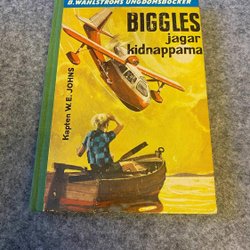 B. WAHLSTRÖMS UNGDOMSBÖCKER
BIGGLES
jagar
kidnapparna
Kapten W. E. JOHNS